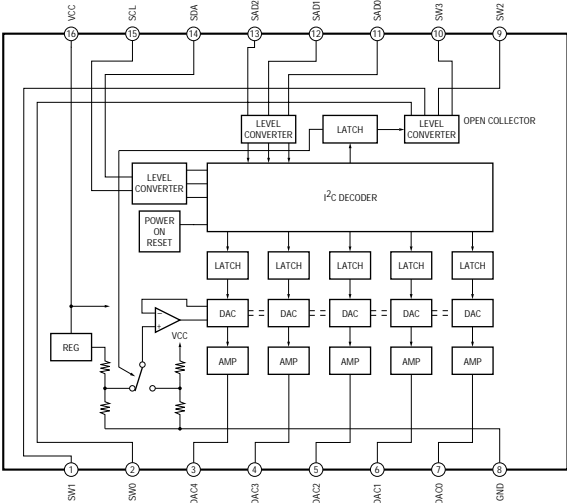 VCC SCL SDA SAD2 SAD1 SAD0 SW3 SW2
16 15 14 13 12 11 10 9
LEVEL
CONVERTER
LATCH
LEVEL
CONVERTER
OPEN COLLECTOR
LEVEL
CONVERTER
I²C DECODER
POWER
ON
RESET
LATCH LATCH LATCH LATCH LATCH
− +
DAC DAC DAC DAC DAC
VCC
REG
AMP AMP AMP AMP AMP
1 2 3 4 5 6 7 8
SW1 SW0 DAC4 DAC3 DAC2 DAC1 DAC0 GND